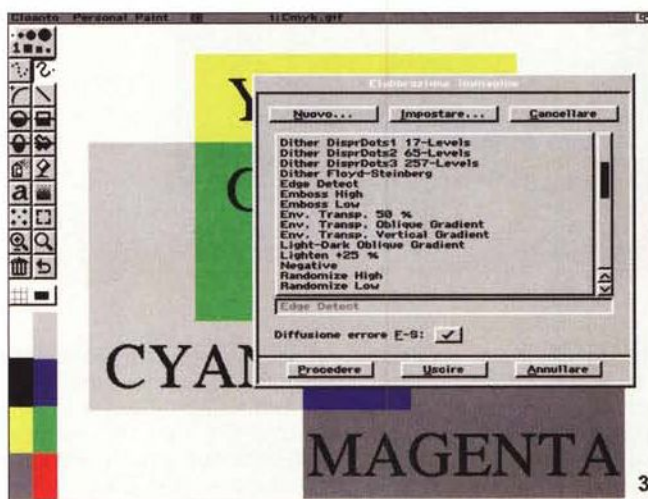 Cloanto Personal Paint 1:Cmyk.gif
Elaborazione immagine
Nuovo... Impostare... Cancellare
Dither DisprDots1 17-Levels
Dither DisprDots2 65-Levels
Dither DisprDots3 257-Levels
Dither Floyd-Steinberg
Edge Detect
Emboss High
Emboss Low
Env. Transp. 50 %
Env. Transp. Oblique Gradient
Env. Transp. Vertical Gradient
Light-Dark Oblique Gradient
Lighten +25 %
Negative
Randomize High
Randomize Low
Edge Detect
Diffusione errore F-S:
Procedere Uscire Annullare
MAGENTA
3